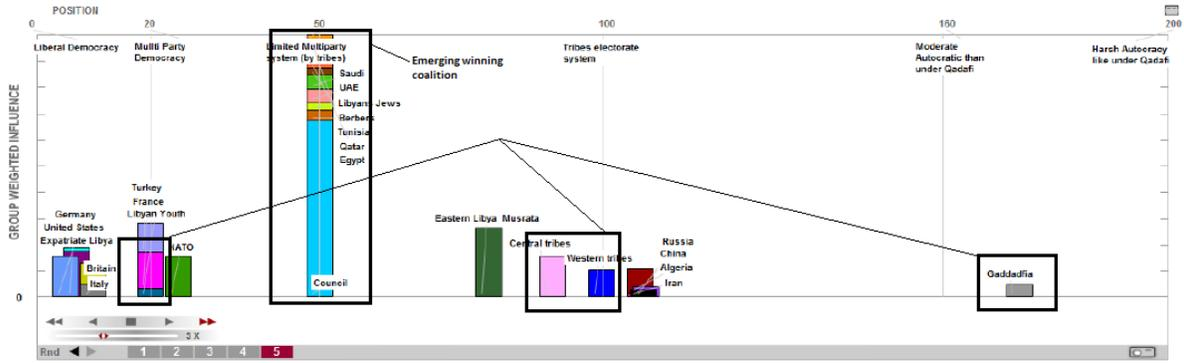 POSITION
0 20 50 100 160 200
Liberal Democracy
Mullti Party
Democracy
Limited Multiparty
system (by tribes)
Tribes electorate
system
Moderate
Autocratic than
under Qadafi
Harsh Autocracy
like under Qadafi
Emerging winning
coalition
Saudi
UAE
Libyans Jews
Berbers
Tunisia
Qatar
Egypt
GROUP WEIGHTED INFLUENCE
Turkey
France
Libyan Youth
Germany
United States
Expatriate Libya
NATO
Britain
Italy
Council
Eastern Libya Musrata
Central tribes
Western tribes
Russia
China
Algeria
Iran
Gaddadfia
0
3 X
Rnd 1 2 3 4 5